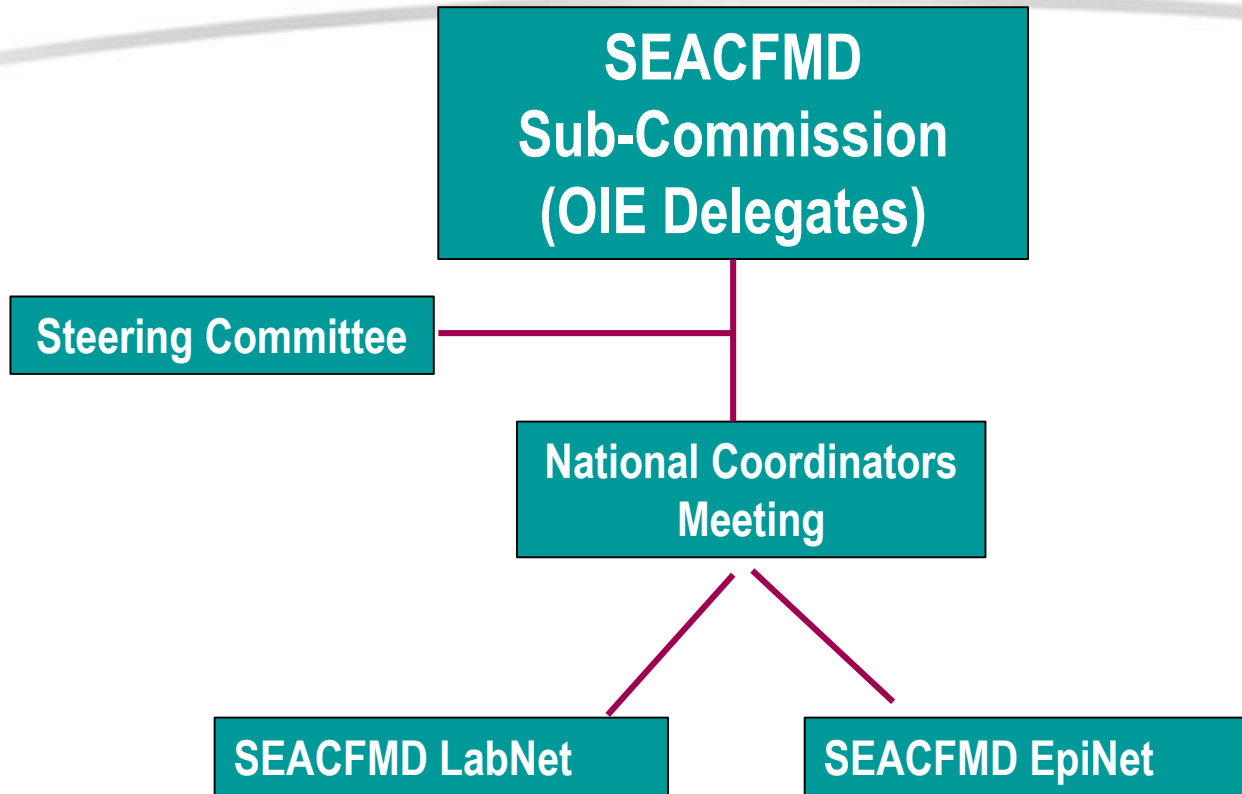 SEACFMD
Sub-Commission
(OIE Delegates)
Steering Committee
National Coordinators
Meeting
SEACFMD LabNet
SEACFMD EpiNet